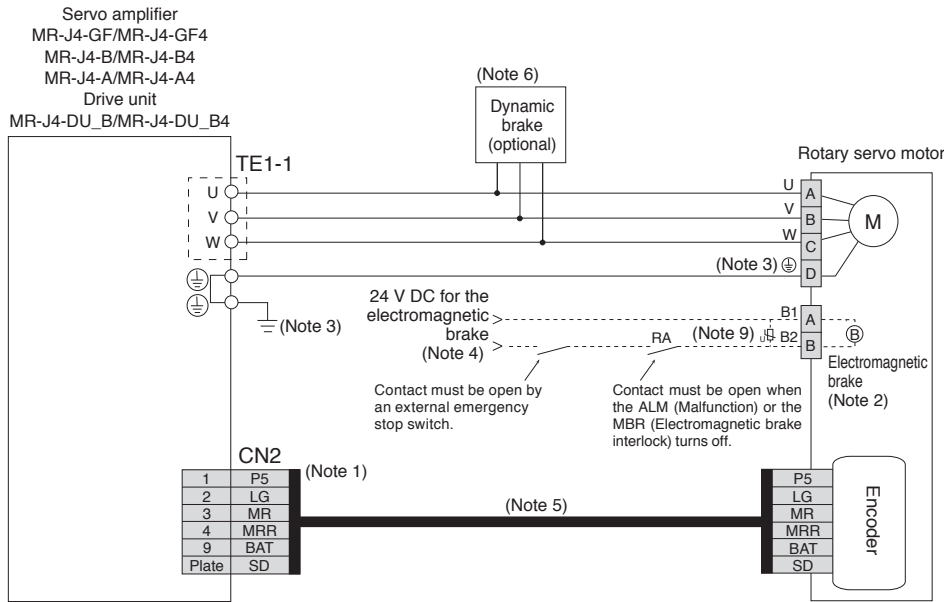 Servo amplifier
MR-J4-GF/MR-J4-GF4
MR-J4-B/MR-J4-B4
MR-J4-A/MR-J4-A4
Drive unit
MR-J4-DU_B/MR-J4-DU_B4
(Note 6)
Dynamic
brake
(optional)
Rotary servo motor
TE1-1
U
V
W
U
V
W
A
B
C
D
M
(Note 3)
(Note 3)
24 V DC for the
electromagnetic
brake
(Note 4)
RA
(Note 9)
B1
B2
A
B
B
Electromagnetic
brake
(Note 2)
Contact must be open by
an external emergency
stop switch.
Contact must be open when
the ALM (Malfunction) or the
MBR (Electromagnetic brake
interlock) turns off.
CN2
(Note 1)
1 P5
2 LG
3 MR
4 MRR
9 BAT
Plate SD
(Note 5)
P5
LG
MR
MRR
BAT
SD
Encoder